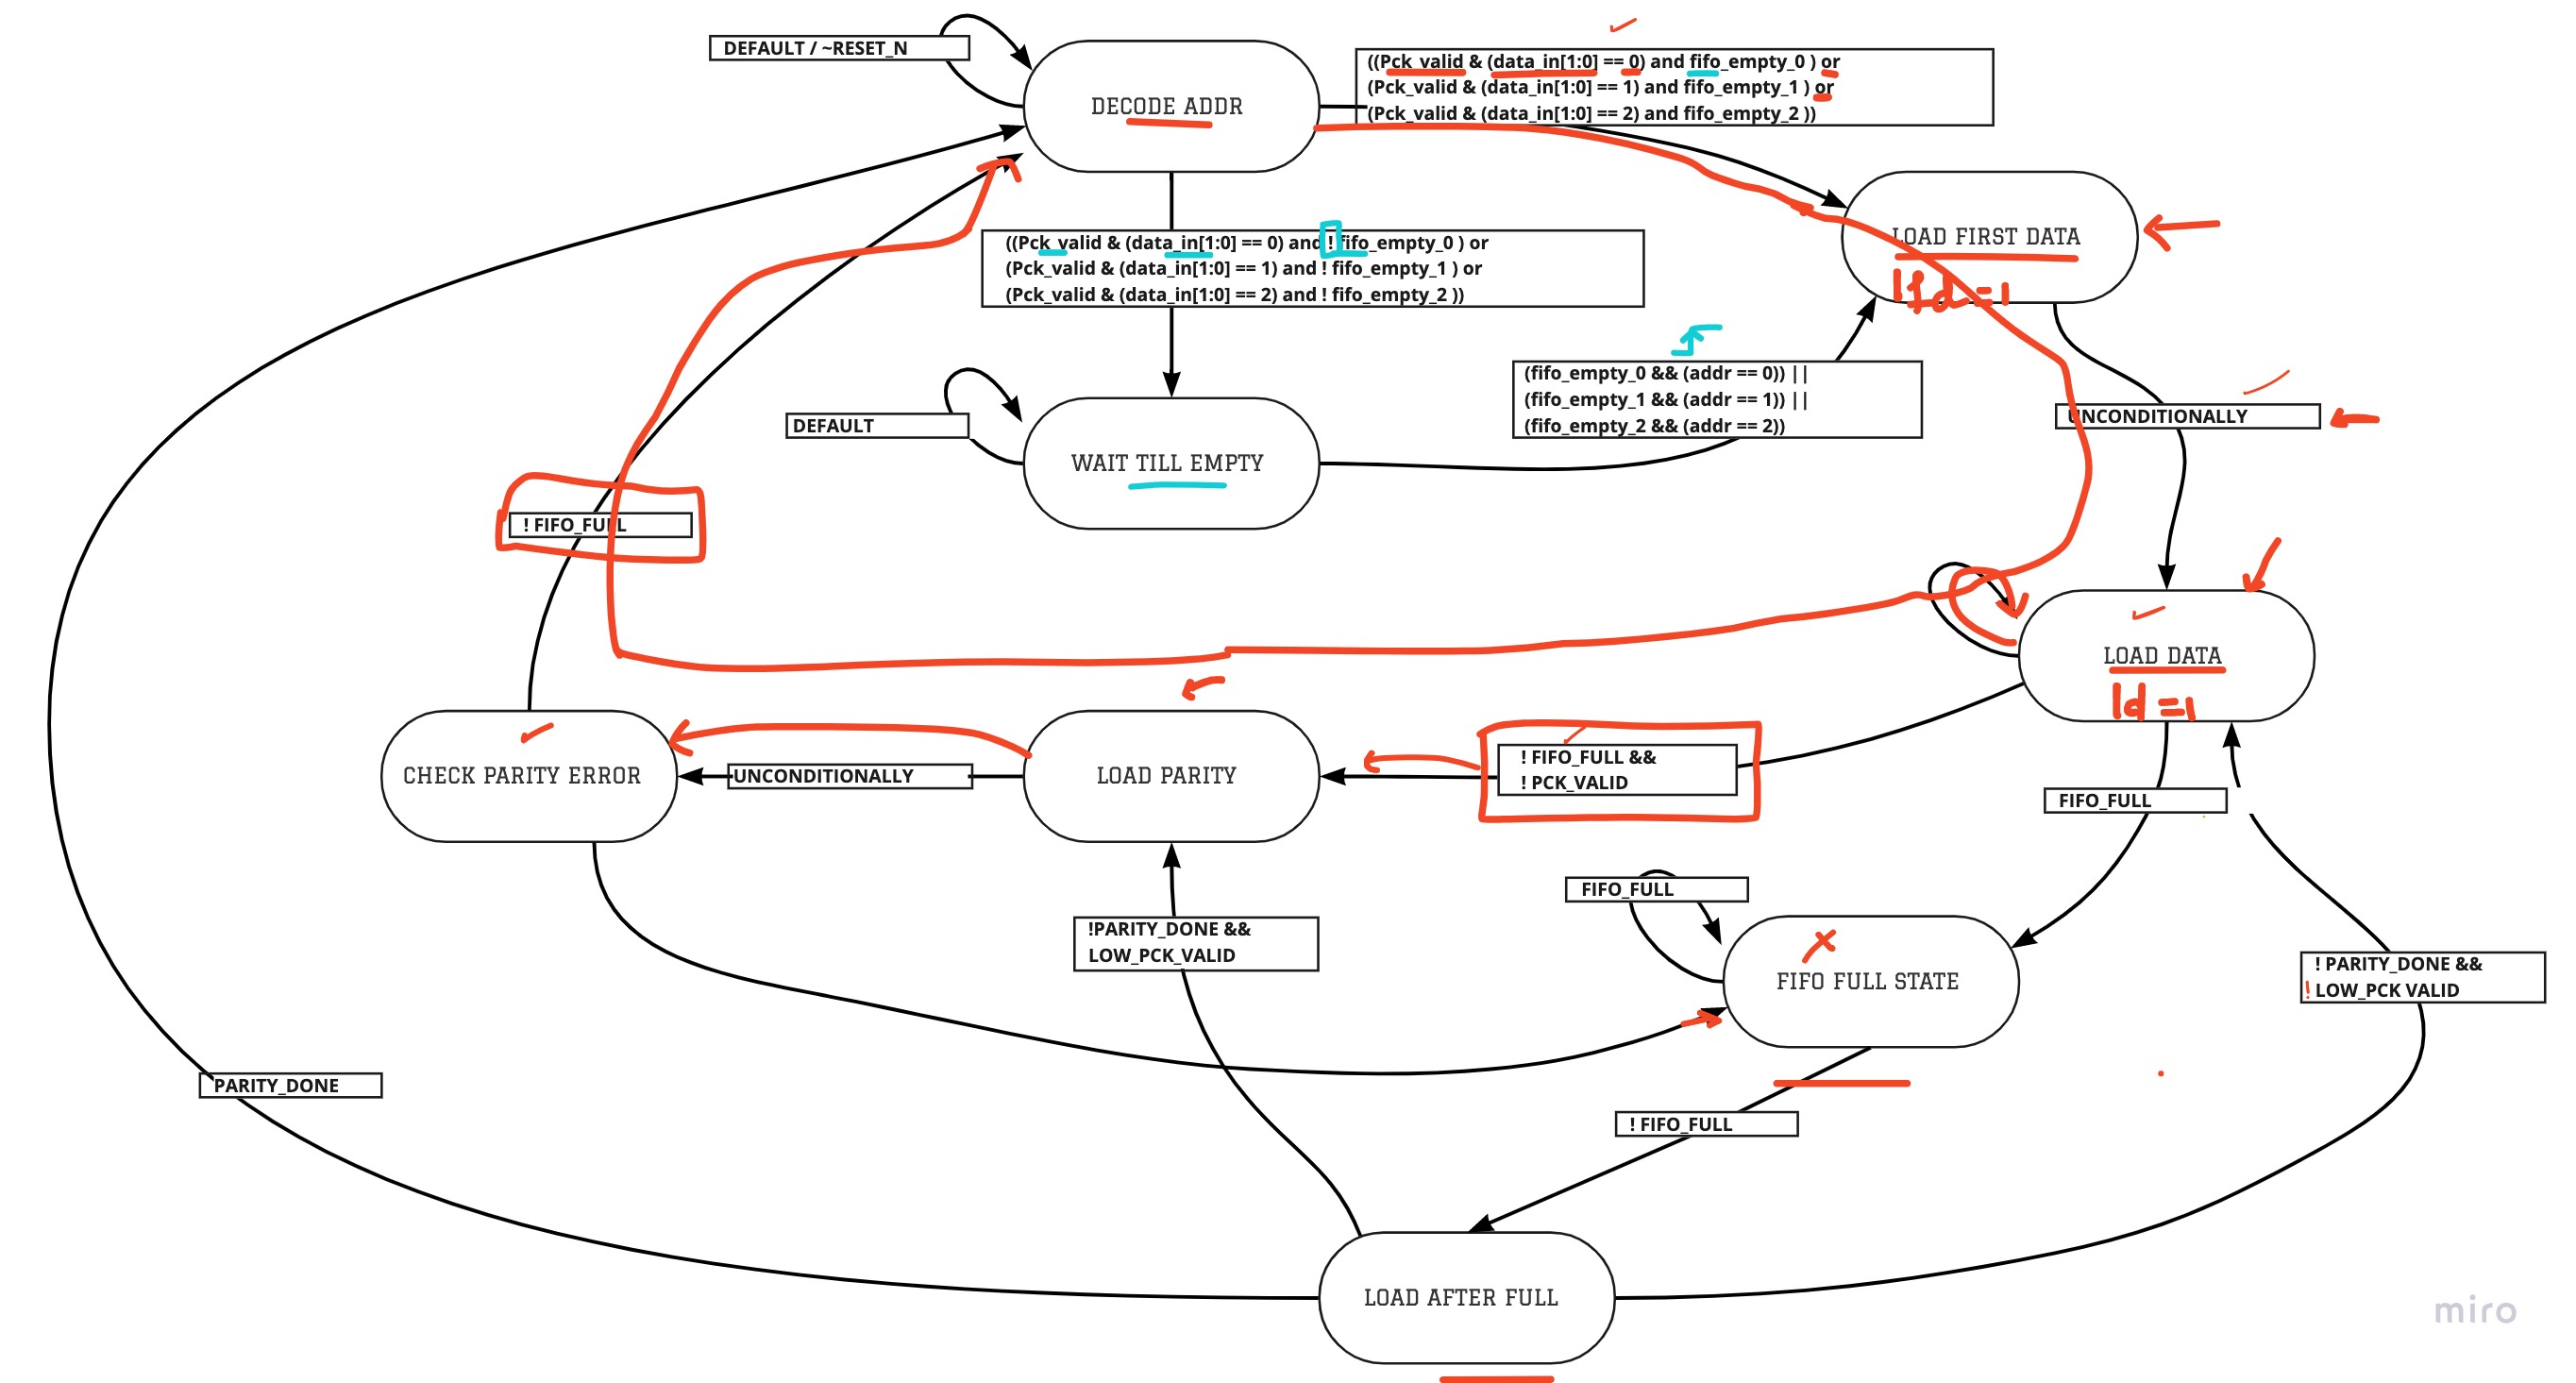 DEFAULT / ~RESET_N
DECODE ADDR
((Pck_valid & (data_in[1:0] == 0) and fifo_empty_0 ) or
(Pck_valid & (data_in[1:0] == 1) and fifo_empty_1 ) or
(Pck_valid & (data_in[1:0] == 2) and fifo_empty_2 ))
LOAD FIRST DATA
lfd=1
((Pck_valid & (data_in[1:0] == 0) and ! fifo_empty_0 ) or
(Pck_valid & (data_in[1:0] == 1) and ! fifo_empty_1 ) or
(Pck_valid & (data_in[1:0] == 2) and ! fifo_empty_2 ))
(fifo_empty_0 && (addr == 0)) ||
(fifo_empty_1 && (addr == 1)) ||
(fifo_empty_2 && (addr == 2))
UNCONDITIONALLY
DEFAULT
WAIT TILL EMPTY
! FIFO_FULL
LOAD DATA
ld=1
CHECK PARITY ERROR
UNCONDITIONALLY
LOAD PARITY
! FIFO_FULL &&
! PCK_VALID
FIFO_FULL
FIFO_FULL
!PARITY_DONE &&
LOW_PCK_VALID
FIFO FULL STATE
! PARITY_DONE &&
! LOW_PCK VALID
PARITY_DONE
! FIFO_FULL
LOAD AFTER FULL
miro